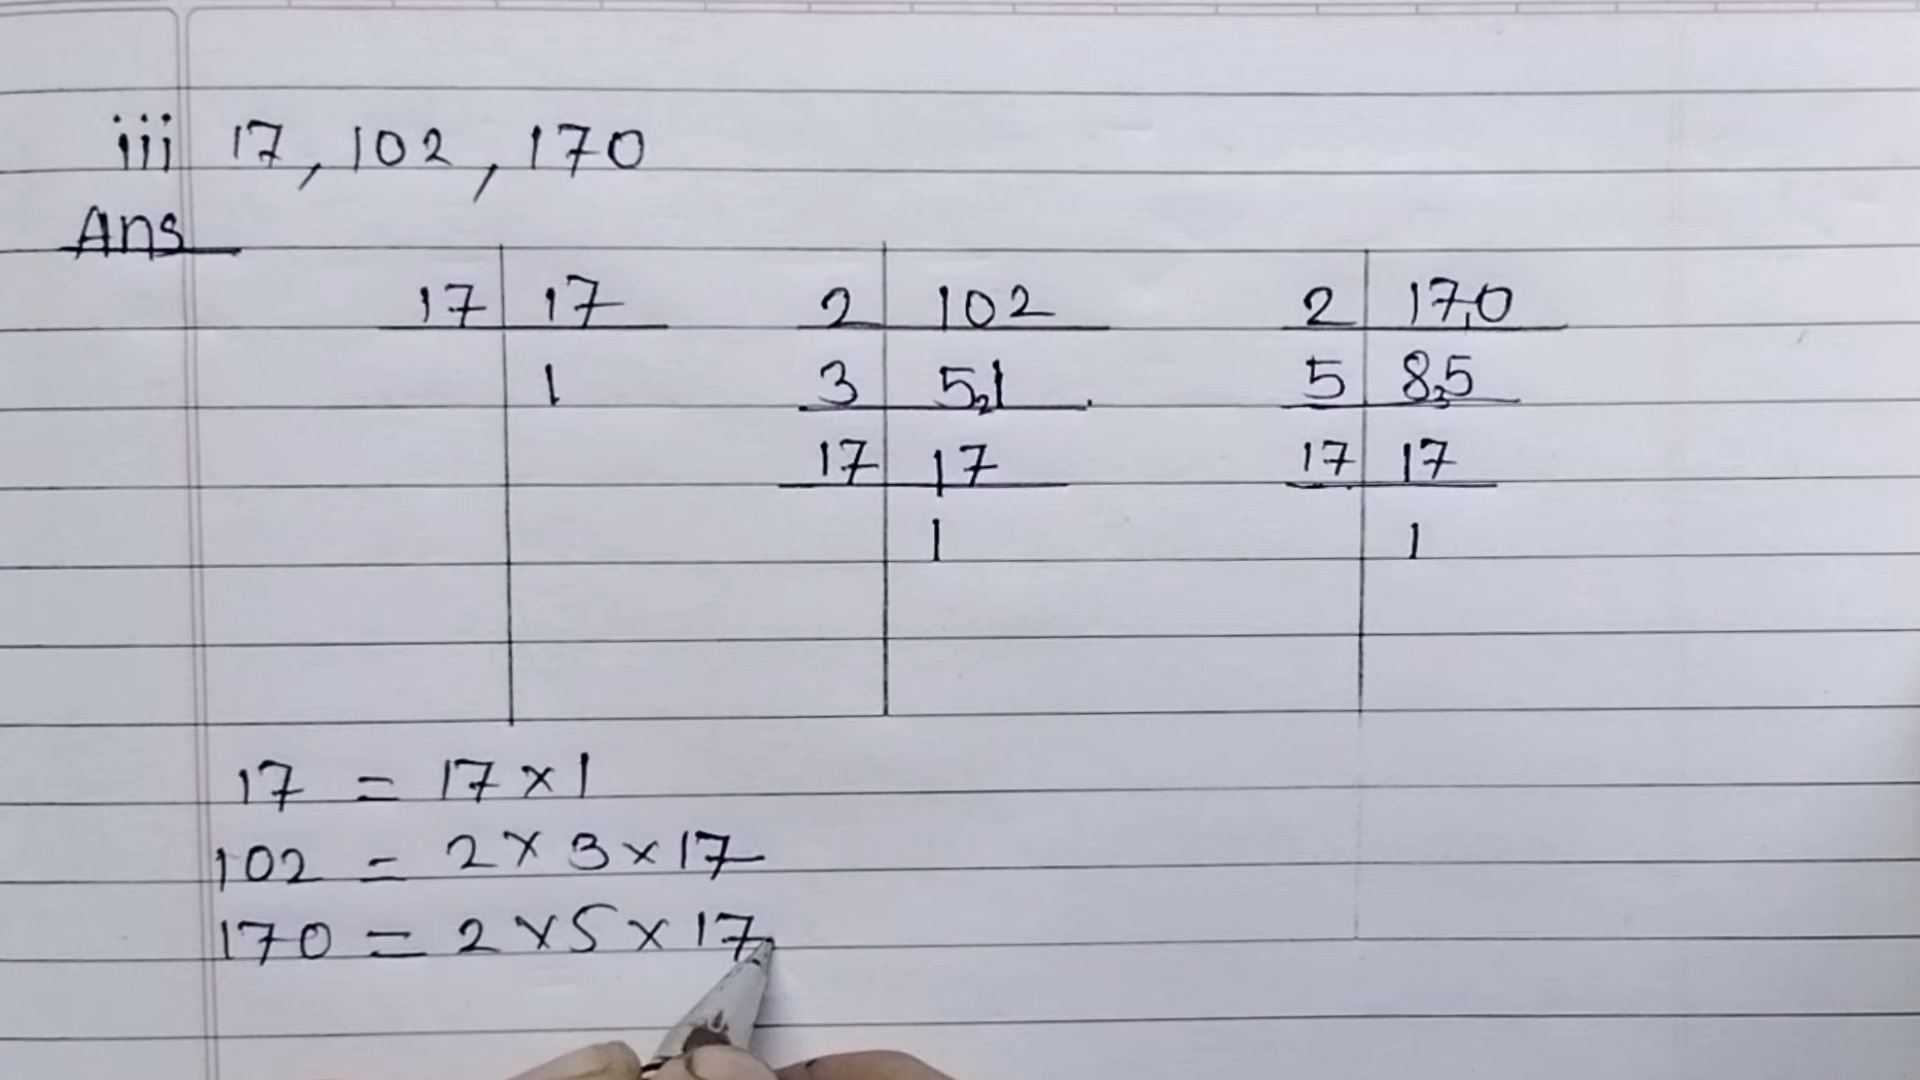 iii 17, 102, 170
Ans
17 | 17 2 | 102 2 | 170
1 3 | 51 5 | 85
17 | 17 17 | 17
1 1
17 = 17 × 1
102 = 2 × 3 × 17
170 = 2 × 5 × 17